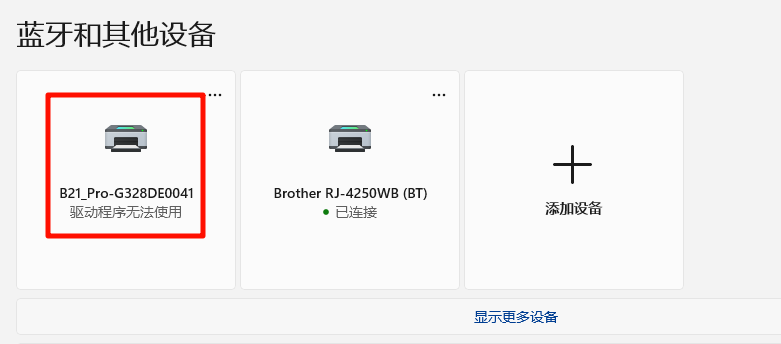 蓝牙和其他设备
B21_Pro-G328DE0041
驱动程序无法使用
Brother RJ-4250WB (BT)
已连接
添加设备
显示更多设备